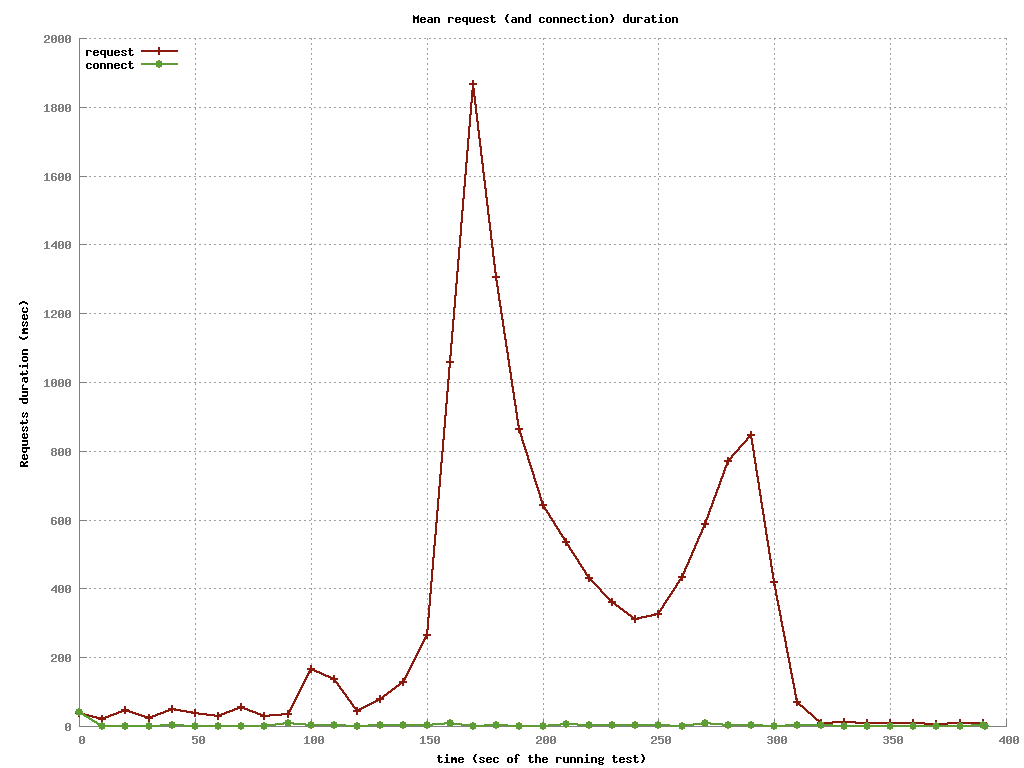 Mean request (and connection) duration
2000
request
connect
1800
1600
1400
1200
1000
800
600
400
200
0
Requests duration (msec)
0 50 100 150 200 250 300 350 400
time (sec of the running test)